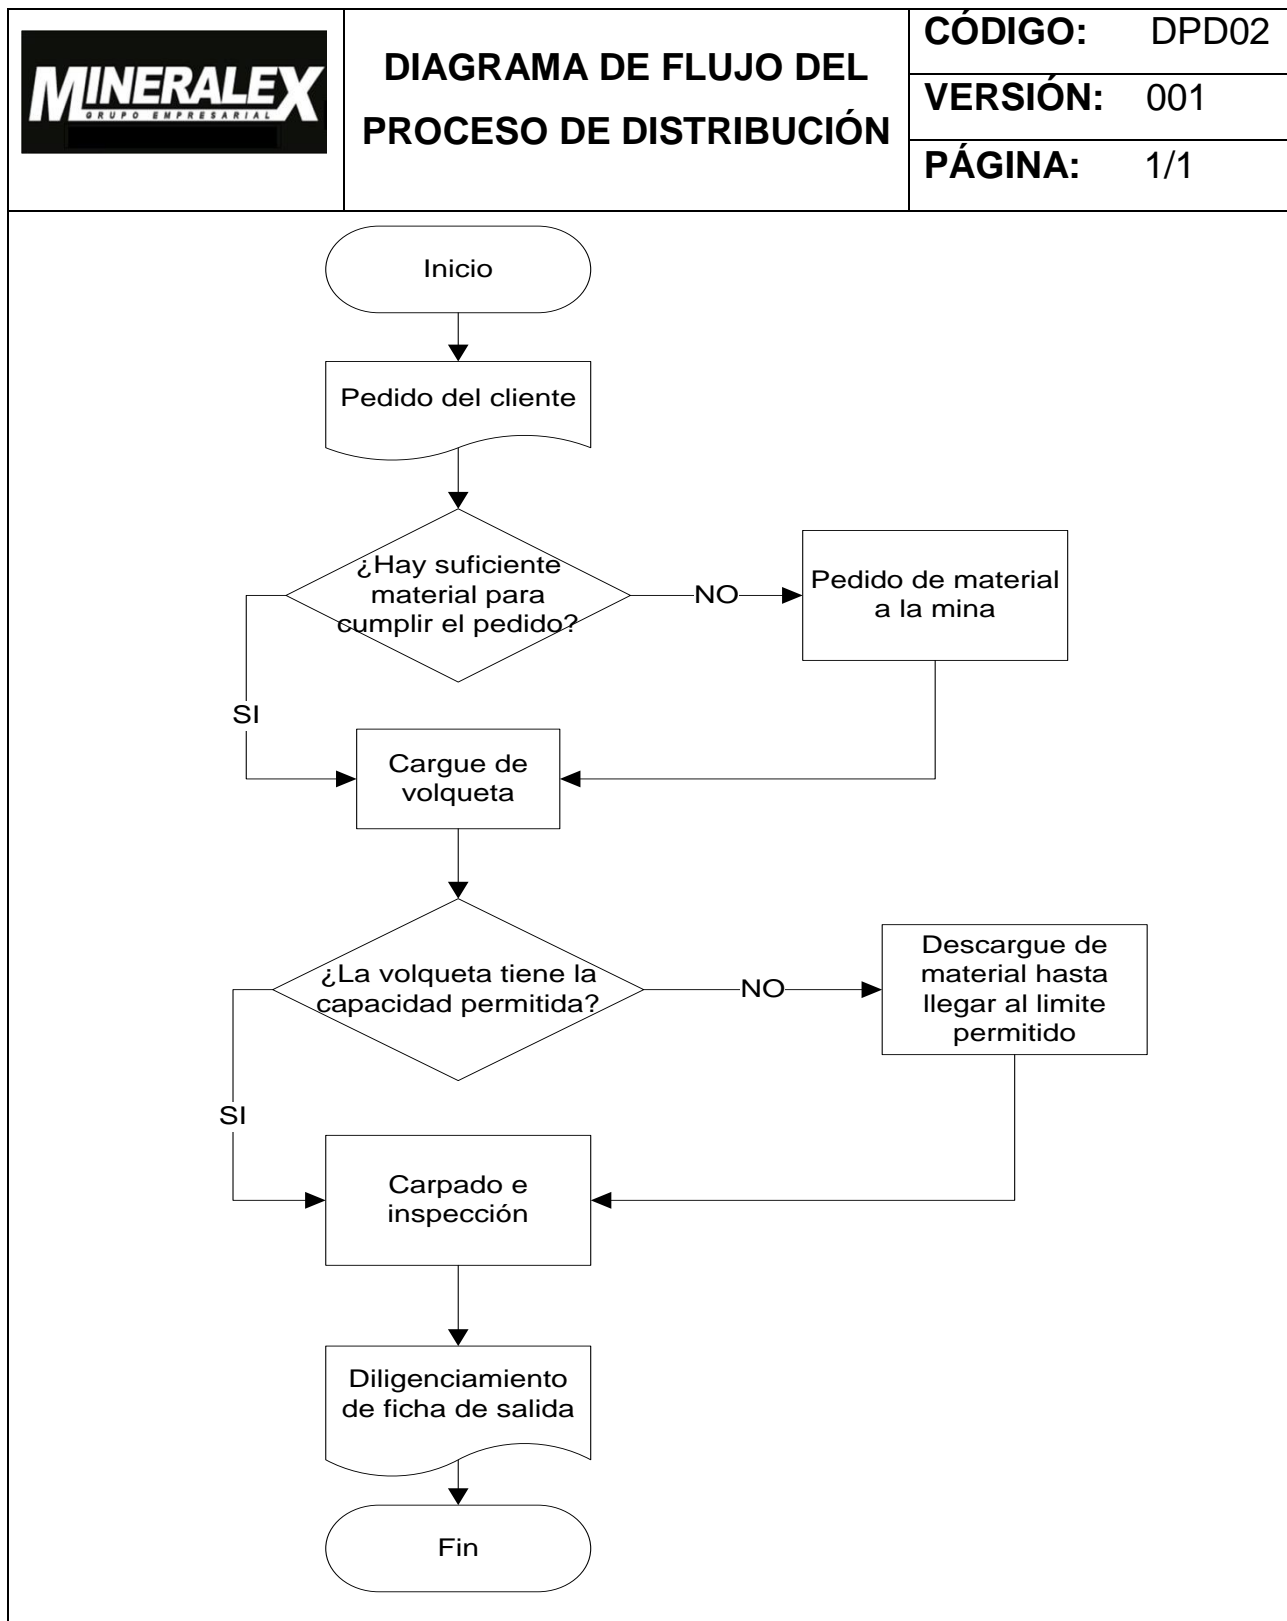 MINERALEX
GRUPO EMPRESARIAL
DIAGRAMA DE FLUJO DEL
PROCESO DE DISTRIBUCIÓN
CÓDIGO: DPD02
VERSIÓN: 001
PÁGINA: 1/1
Inicio
Pedido del cliente
¿Hay suficiente
material para
cumplir el pedido?
NO
Pedido de material
a la mina
SI
Cargue de
volqueta
¿La volqueta tiene la
capacidad permitida?
NO
Descargue de
material hasta
llegar al limite
permitido
SI
Carpado e
inspección
Diligenciamiento
de ficha de salida
Fin